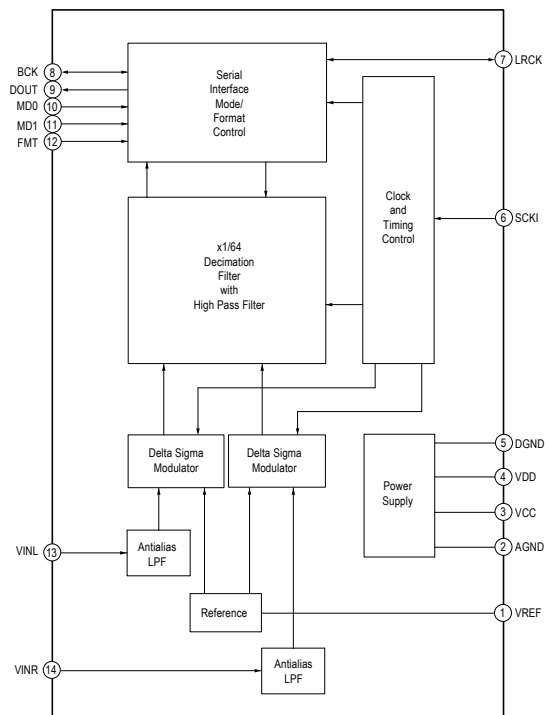 BCK 8
DOUT 9
MD0 10
MD1 11
FMT 12
Serial
Interface
Mode/
Format
Control
7 LRCK
Clock
and
Timing
Control
6 SCKI
x1/64
Decimation
Filter
with
High Pass Filter
Delta Sigma
Modulator
Delta Sigma
Modulator
Power
Supply
5 DGND
4 VDD
3 VCC
2 AGND
VINL 13
Antialias
LPF
Reference
1 VREF
VINR 14
Antialias
LPF